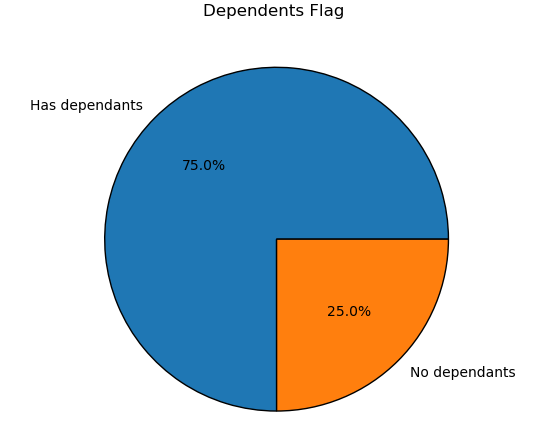 Dependents Flag
Has dependants
75.0%
25.0%
No dependants